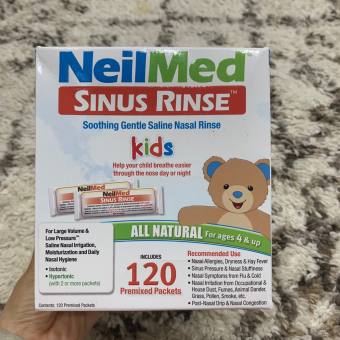 NeilMed
SINUS RINSE™
Soothing Gentle Saline Nasal Rinse
kids
Help your child breathe easier
through the nose day or night
NeilMed
SINUS RINSE
NeilMed
SINUS RINSE
ALL NATURAL For ages 4 & up
For Large Volume &
Low Pressure™
Saline Nasal Irrigation,
Moisturization and Daily
Nasal Hygiene
• Isotonic
• Hypertonic
(with 2 or more packets)
INCLUDES
120
Premixed Packets
Recommended Use
• Nasal Allergies, Dryness & Hay Fever
• Sinus Pressure & Nasal Stuffiness
• Nasal Symptoms from Flu & Cold
• Nasal Irritation from Occupational &
House Dust, Fumes, Animal Dander,
Grass, Pollen, Smoke, etc.
• Post-Nasal Drip & Nasal Congestion
Contents: 120 Premixed Packets